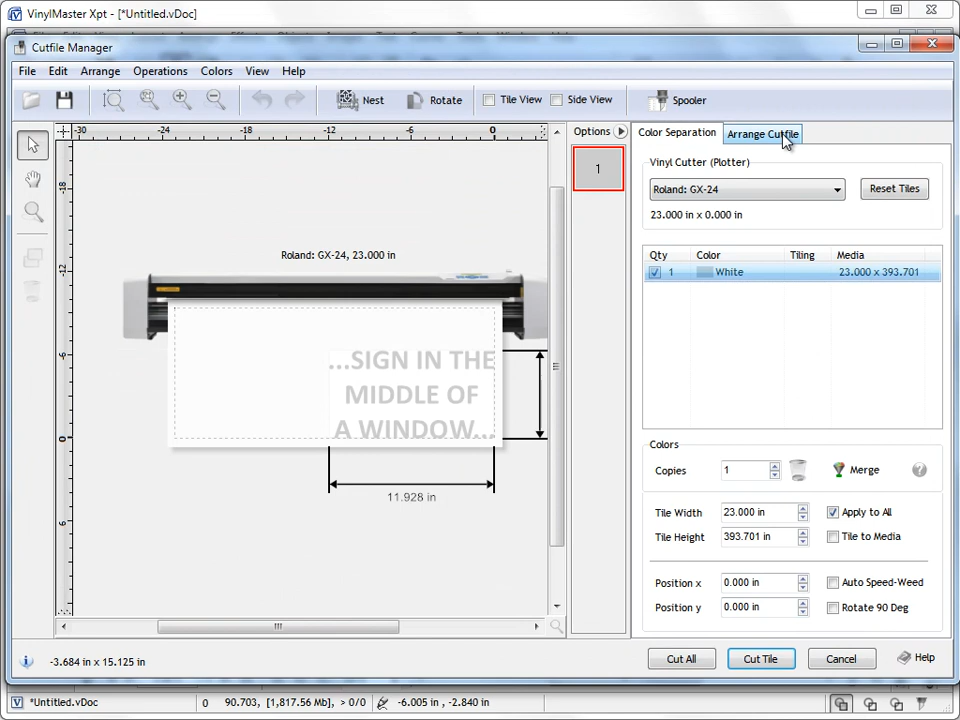 VinylMaster Xpt - [*Untitled.vDoc]
Cutfile Manager
File Edit Arrange Operations Colors View Help
Nest Rotate Tile View Side View Spooler
-30 -24 -18 -12 -6 0
Options
1
Color Separation Arrange Cutfile
Vinyl Cutter (Plotter)
Roland: GX-24 Reset Tiles
23.000 in x 0.000 in
Qty Color Tiling Media
1 White 23.000 x 393.701
-18
-12
-6
0
6
Roland: GX-24, 23.000 in
...SIGN IN THE
MIDDLE OF
A WINDOW...
11.928 in
Colors
Copies 1 Merge
Tile Width 23.000 in Apply to All
Tile Height 393.701 in Tile to Media
Position x 0.000 in Auto Speed-Weed
Position y 0.000 in Rotate 90 Deg
-3.684 in x 15.125 in
Cut All Cut Tile Cancel Help
*Untitled.vDoc 0 90.703, [1,817.56 Mb], > 0/0 -6.005 in , -2.840 in